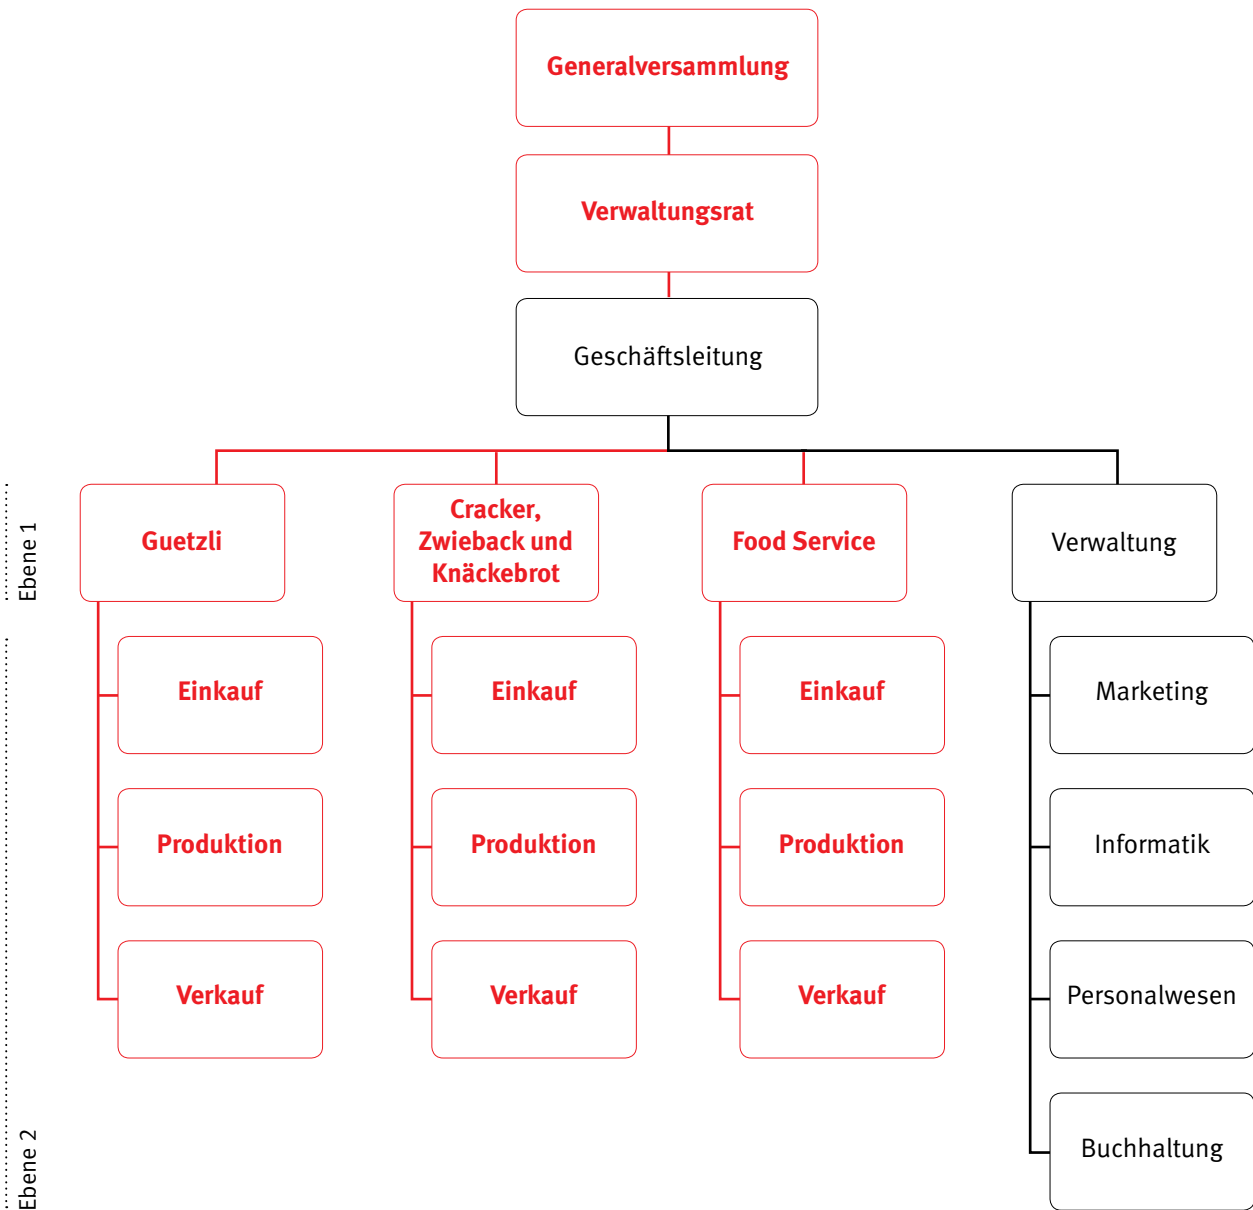 Generalversammlung
Verwaltungsrat
Geschäftsleitung
Ebene 1
Guetzli
Cracker,
Zwieback und
Knäckebrot
Food Service
Verwaltung
Ebene 2
Einkauf
Einkauf
Einkauf
Marketing
Produktion
Produktion
Produktion
Informatik
Verkauf
Verkauf
Verkauf
Personalwesen
Buchhaltung